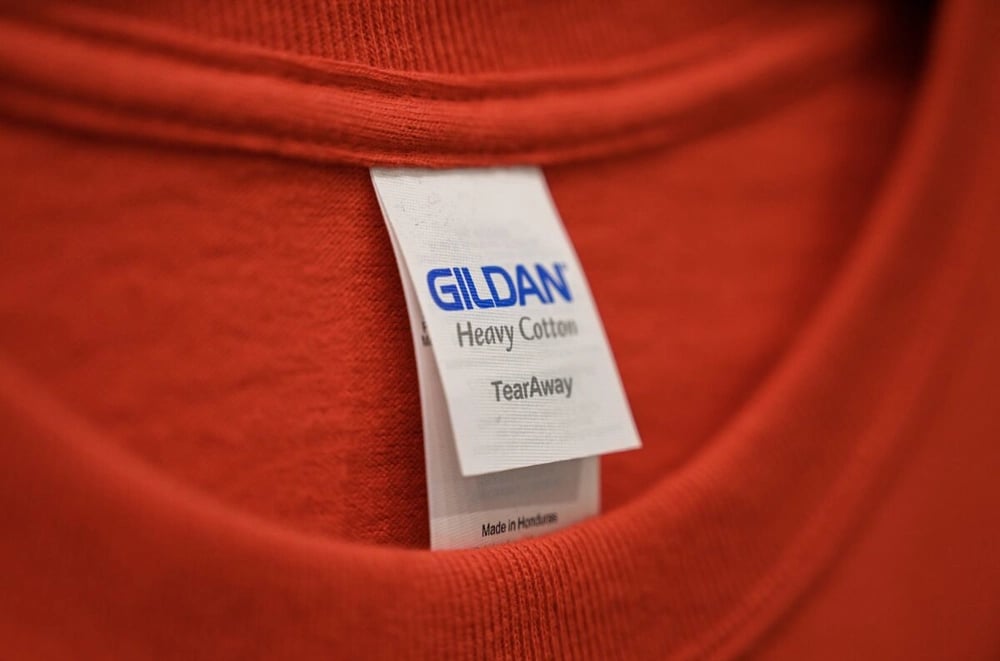 GILDAN
Heavy Cotton
TearAway
Made in Honduras